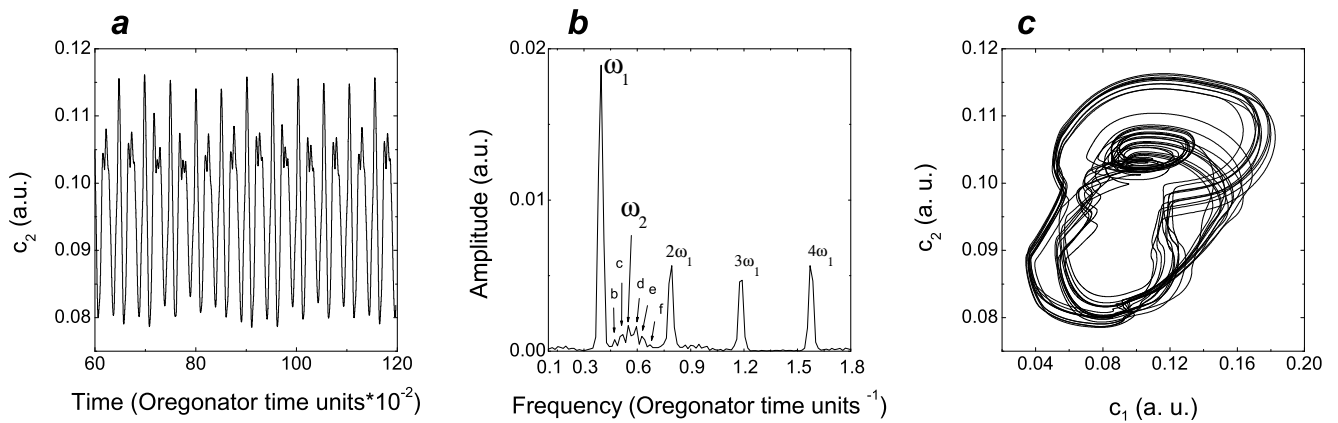 a
0.12
0.11
0.10
0.09
0.08
c₂ (a.u.)
60 80 100 120
Time (Oregonator time units*10⁻²)
b
0.02
0.01
0.00
Amplitude (a.u.)
ω₁
ω₂
b
c
d
e
f
2ω₁
3ω₁
4ω₁
0.1 0.3 0.6 0.9 1.2 1.5 1.8
Frequency (Oregonator time units ⁻¹)
c
0.12
0.11
0.10
0.09
0.08
c₂ (a. u.)
0.04 0.08 0.12 0.16 0.20
c₁ (a. u.)